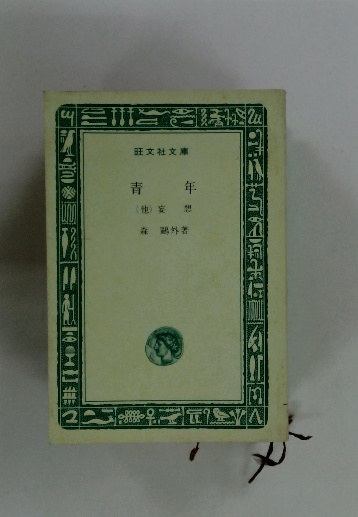 旺文社文庫
青年
(他) 妄想
森鷗外著